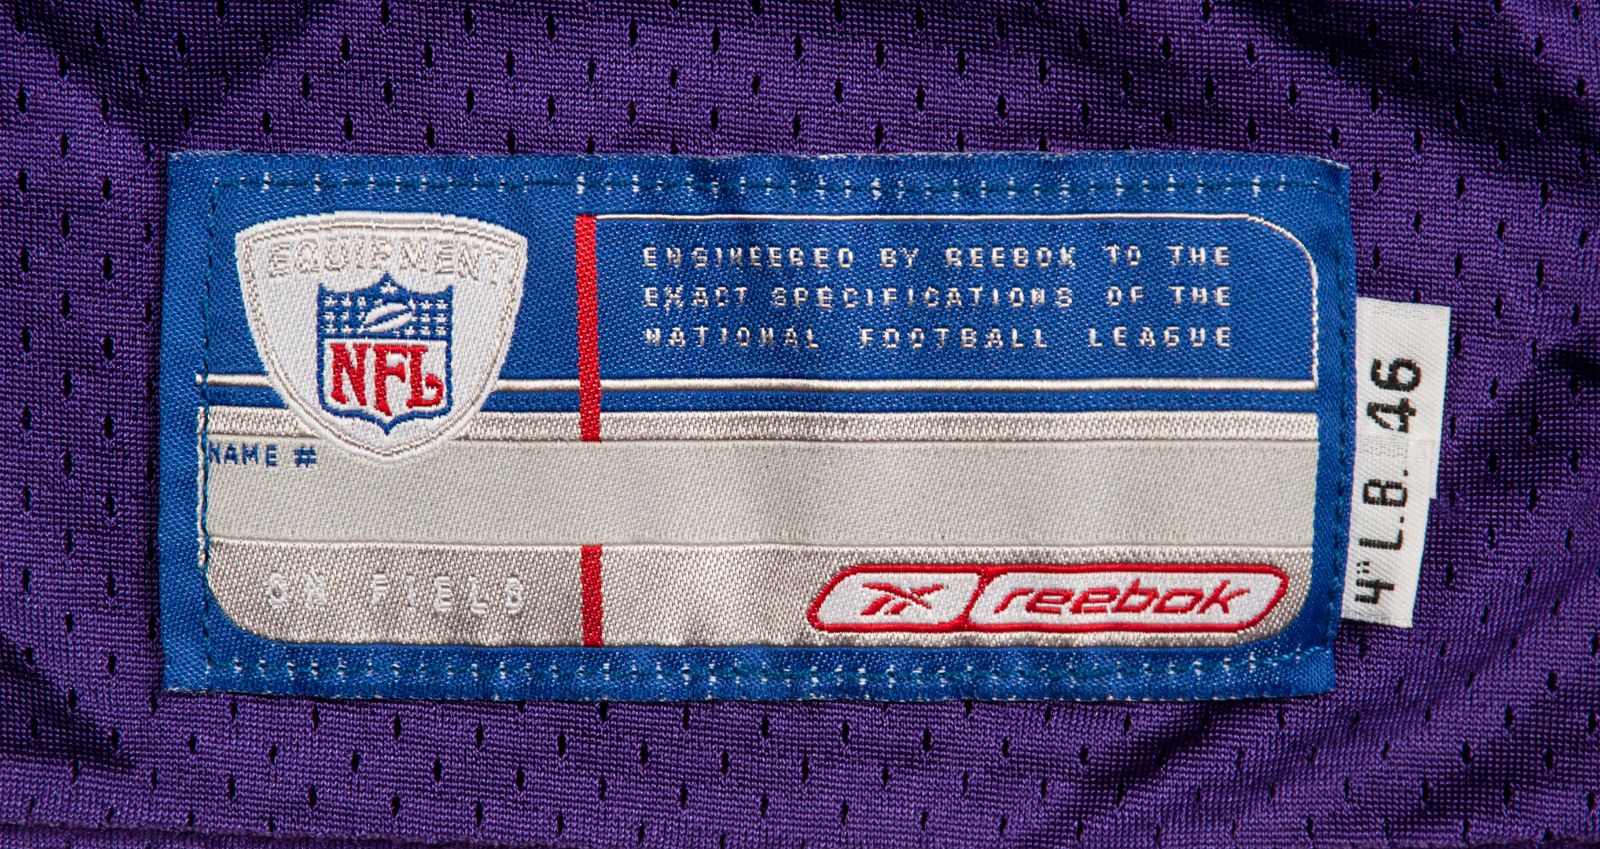 EQUIPMENT
NFL
ENGINEERED BY REEBOK TO THE
EXACT SPECIFICATIONS OF THE
NATIONAL FOOTBALL LEAGUE
NAME #
ON FIELD
reebok
4" L.B. 46